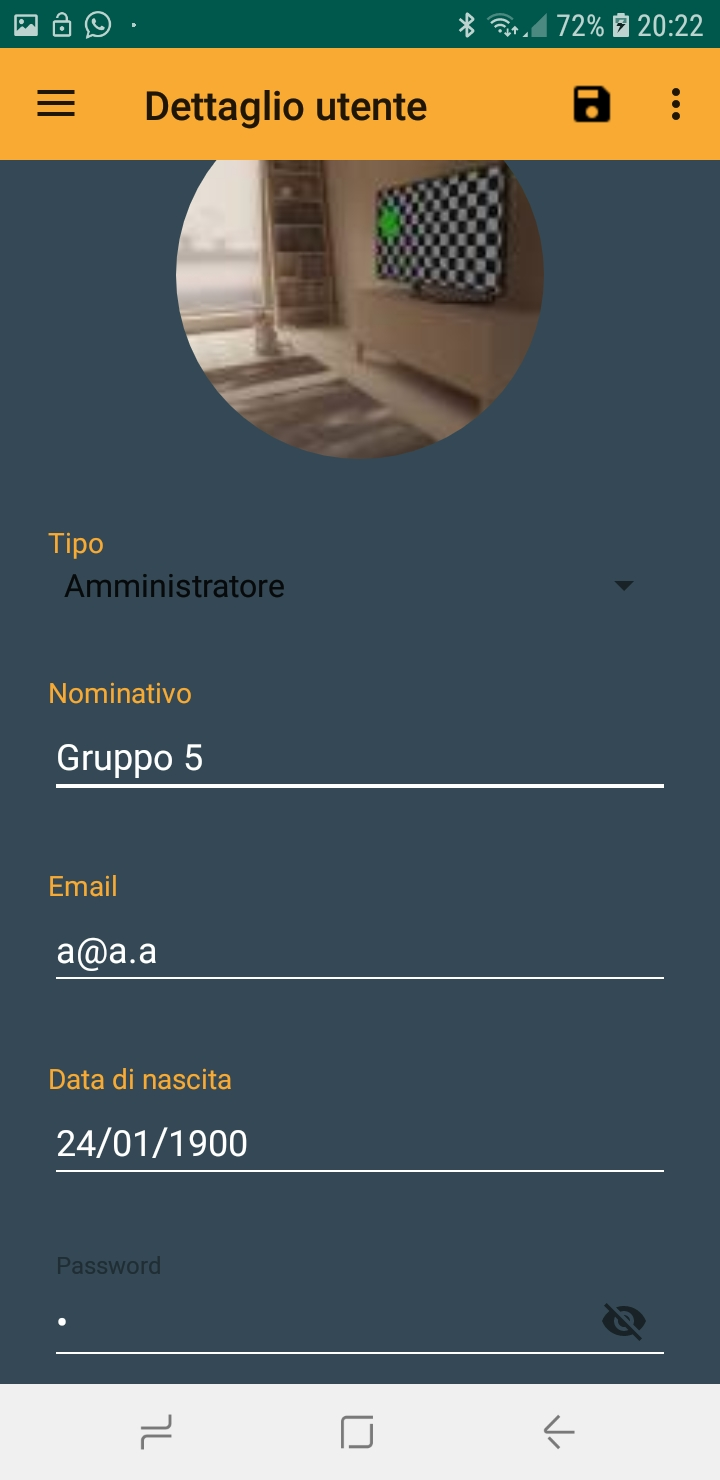 72% 20:22
Dettaglio utente
Tipo
Amministratore
Nominativo
Gruppo 5
Email
a@a.a
Data di nascita
24/01/1900
Password
•